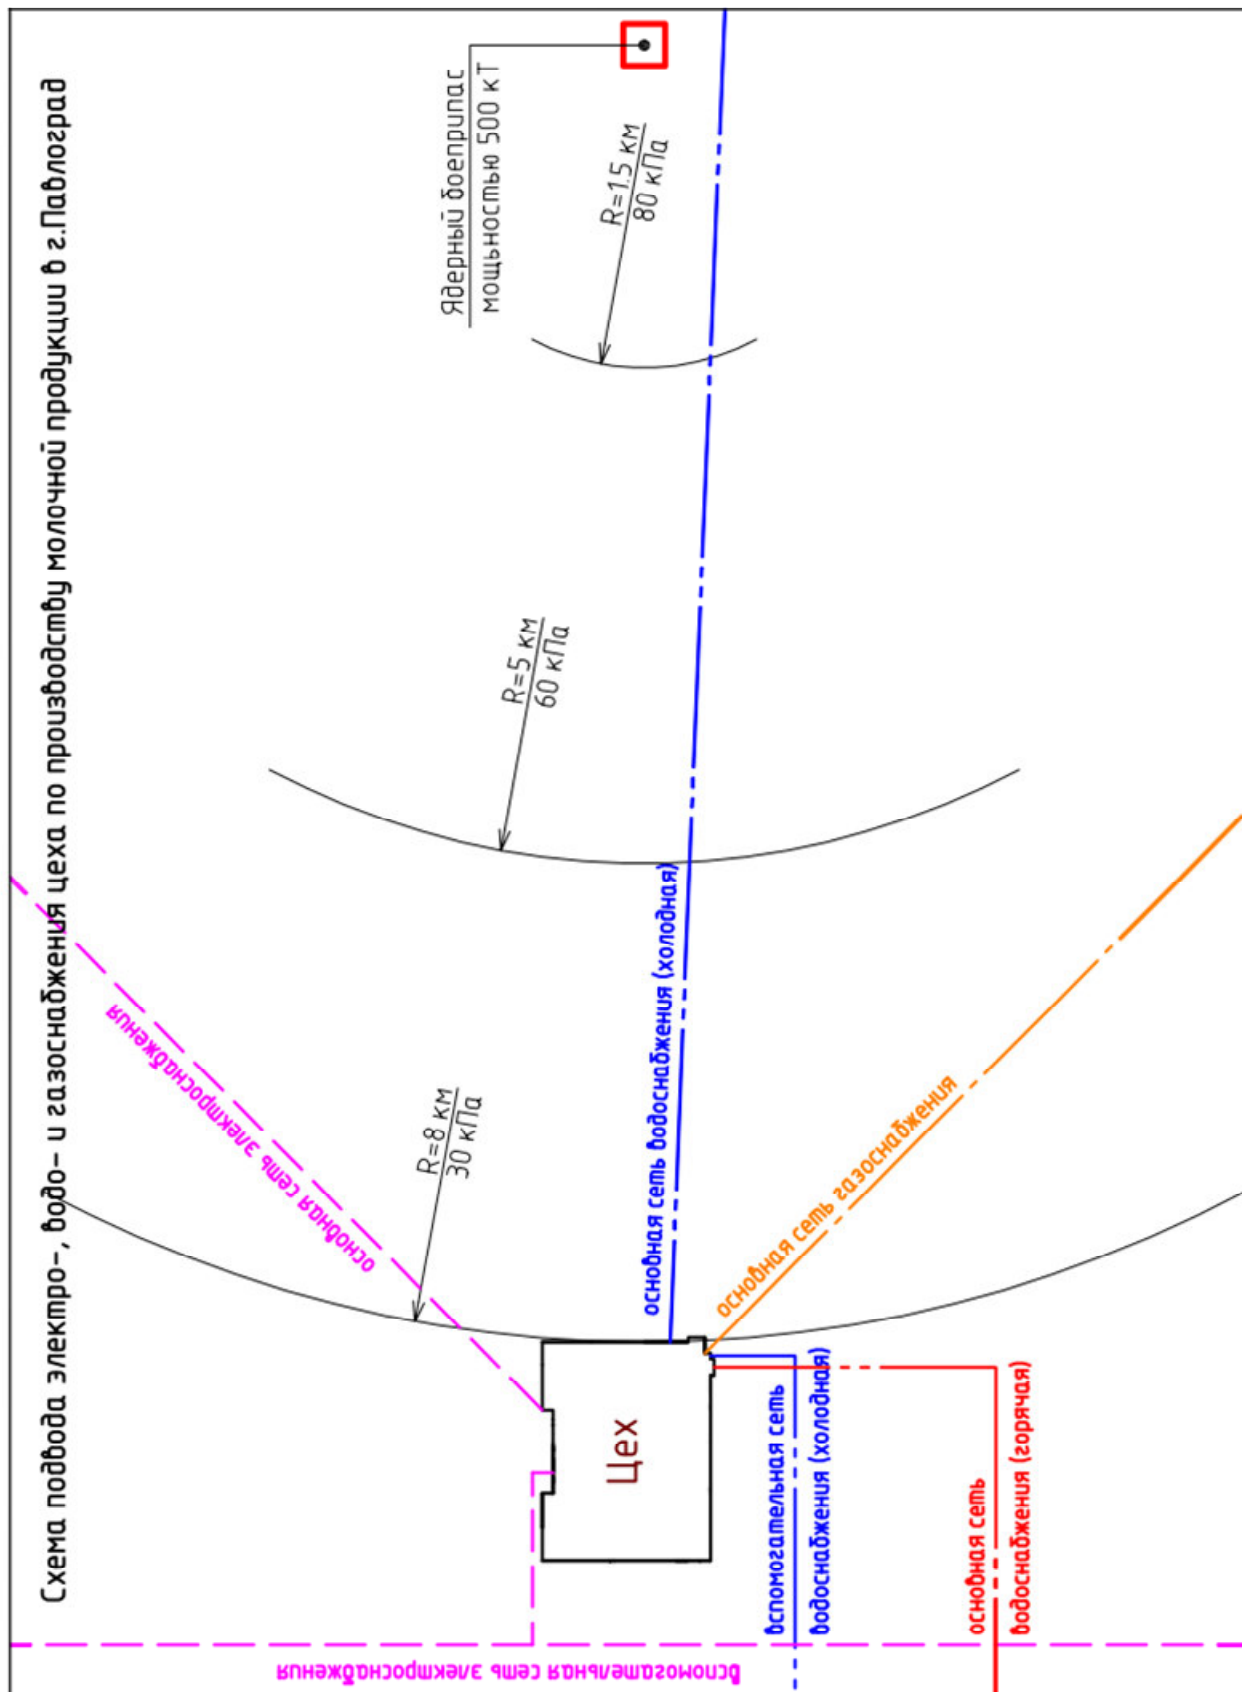 Схема подвода электро-, водо- и газоснабжения цеха по производству молочной продукции в г.Павлоград
Ядерный боеприпас
мощьностью 500 кТ
R=1.5 км
80 кПа
R=5 км
60 кПа
R=8 км
30 кПа
основная сеть электроснабжения
основная сеть водоснабжения (холодная)
основная сеть газоснабжения
Цех
вспомогательная сеть
водоснабжения (холодная)
основная сеть
водоснабжения (горячая)
вспомогательная сеть электроснабжения